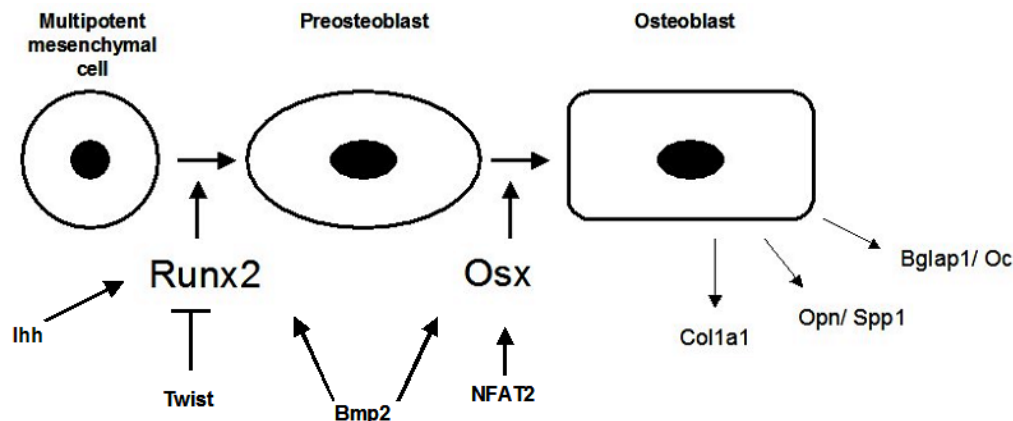 Multipotent
mesenchymal
cell
Preosteoblast
Osteoblast
Runx2
Osx
Bglap1/ Oc
Opn/ Spp1
Col1a1
Ihh
Twist
Bmp2
NFAT2